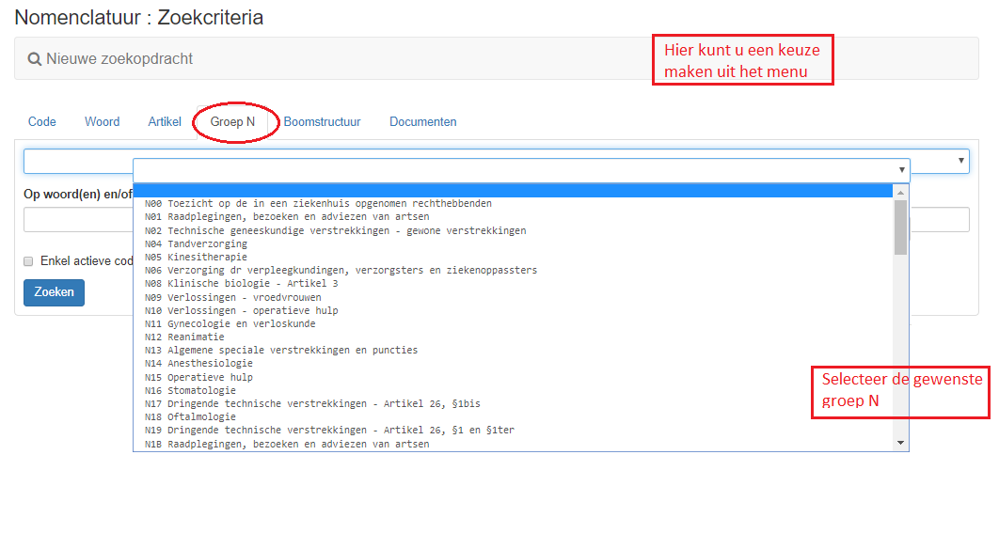 Nomenclatuur : Zoekcriteria
Nieuwe zoekopdracht
Hier kunt u een keuze
maken uit het menu
Code Woord Artikel Groep N Boomstructuur Documenten
Op woord(en) en/of
N00 Toezicht op de in een ziekenhuis opgenomen rechthebbenden
N01 Raadplegingen, bezoeken en adviezen van artsen
N02 Technische geneeskundige verstrekkingen - gewone verstrekkingen
N04 Tandverzorging
N05 Kinesitherapie
N06 Verzorging dr verpleegkundingen, verzorgsters en ziekenoppassters
N08 Klinische biologie - Artikel 3
N09 Verlossingen - vroedvrouwen
N10 Verlossingen - operatieve hulp
N11 Gynecologie en verloskunde
N12 Reanimatie
N13 Algemene speciale verstrekkingen en puncties
N14 Anesthesiologie
N15 Operatieve hulp
N16 Stomatologie
N17 Dringende technische verstrekkingen - Artikel 26, §1bis
N18 Oftalmologie
N19 Dringende technische verstrekkingen - Artikel 26, §1 en §1ter
N1B Raadplegingen, bezoeken en adviezen van artsen
Enkel actieve cod
Zoeken
Selecteer de gewenste
groep N